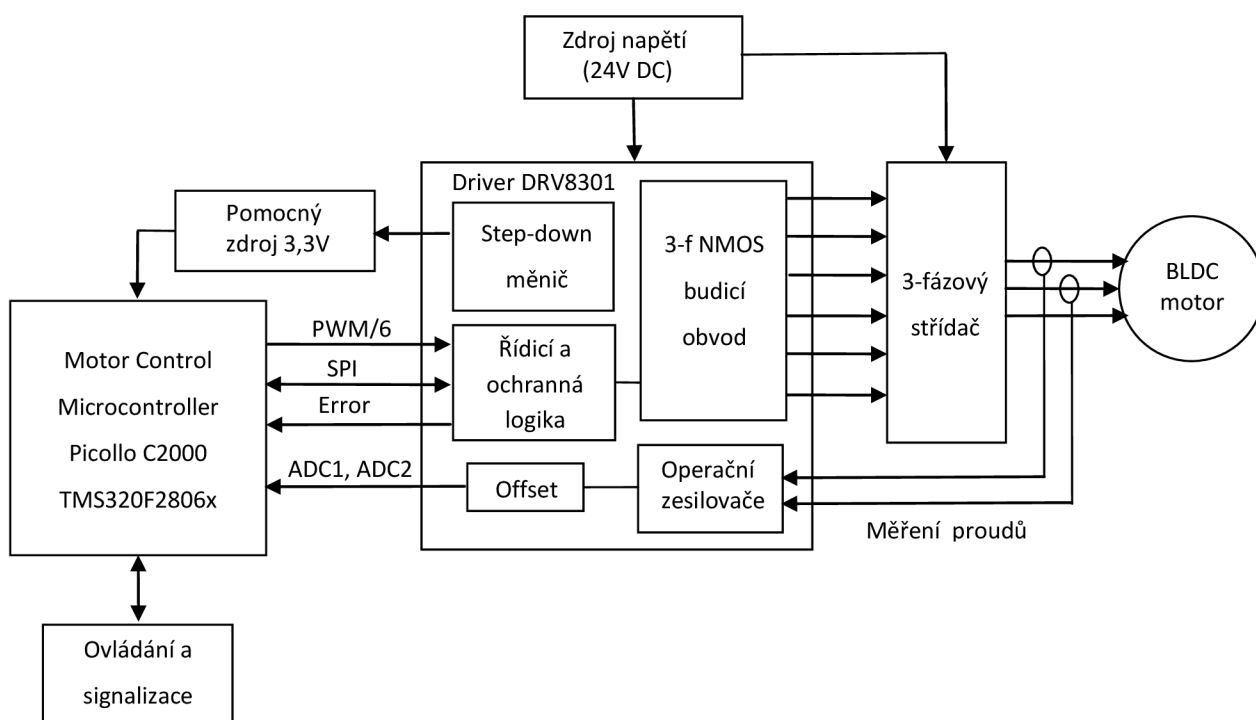 Zdroj napětí
(24V DC)
Driver DRV8301
Pomocný
zdroj 3,3V
Step-down
měnič
3-f NMOS
budicí
obvod
3-fázový
střídač
BLDC
motor
Motor Control
Microcontroller
Picollo C2000
TMS320F2806x
PWM/6
SPI
Error
Řídicí a
ochranná
logika
ADC1, ADC2
Offset
Operační
zesilovače
Měření proudů
Ovládání a
signalizace